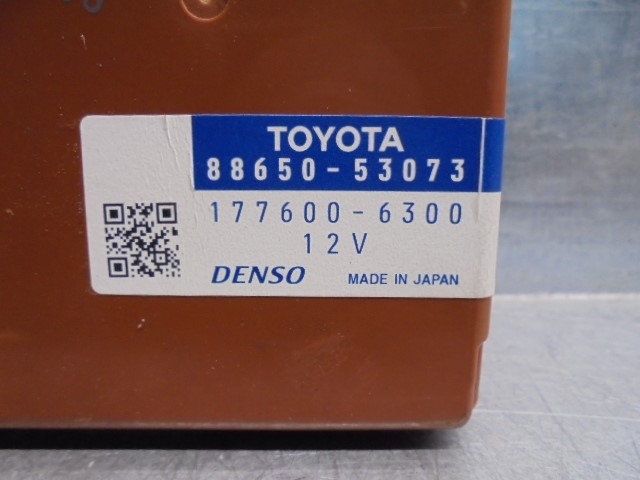 TOYOTA
88650-53073
177600-6300
12V
DENSO MADE IN JAPAN